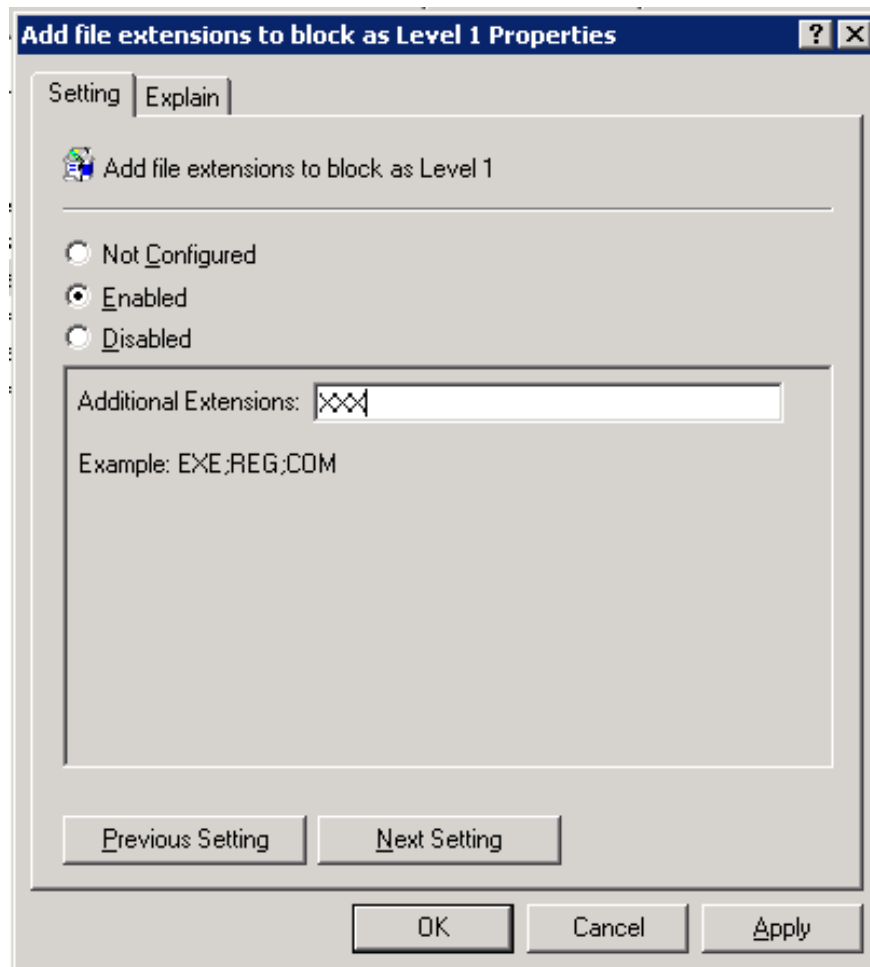 Add file extensions to block as Level 1 Properties
Setting
Explain
Add file extensions to block as Level 1
Not Configured
Enabled
Disabled
Additional Extensions: XXX
Example: EXE;REG;COM
Previous Setting
Next Setting
OK
Cancel
Apply